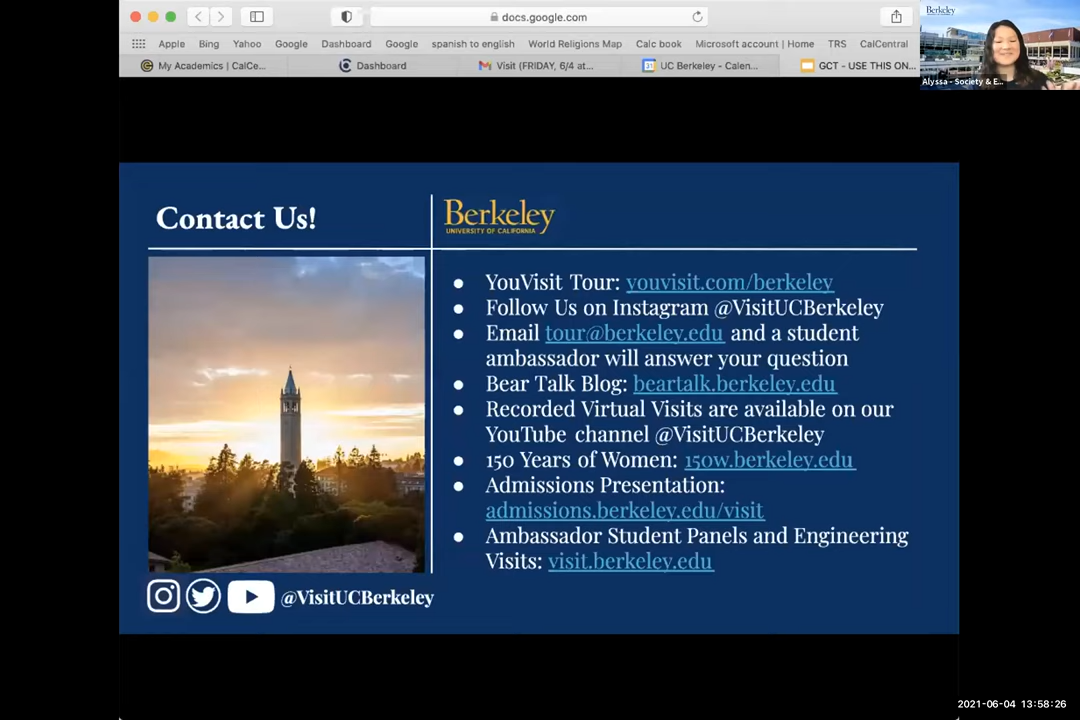 docs.google.com
Apple Bing Yahoo Google Dashboard Google spanish to english World Religions Map Calc book Microsoft account | Home TRS CalCentral
My Academics | CalCe... Dashboard Visit (FRIDAY, 6/4 at... UC Berkeley - Calen... GCT - USE THIS ON...
Berkeley
Alyssa - Society & E...
Contact Us!
Berkeley
UNIVERSITY OF CALIFORNIA
● YouVisit Tour: youvisit.com/berkeley
● Follow Us on Instagram @VisitUCBerkeley
● Email tour@berkeley.edu and a student
ambassador will answer your question
● Bear Talk Blog: beartalk.berkeley.edu
● Recorded Virtual Visits are available on our
YouTube channel @VisitUCBerkeley
● 150 Years of Women: 150w.berkeley.edu
● Admissions Presentation:
admissions.berkeley.edu/visit
● Ambassador Student Panels and Engineering
Visits: visit.berkeley.edu
@VisitUCBerkeley
2021-06-04 13:58:26